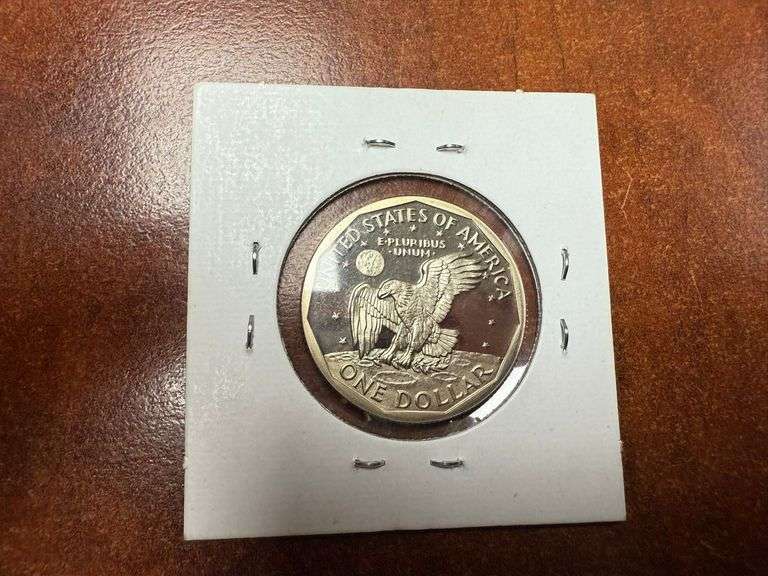 UNITED STATES OF AMERICA
E·PLURIBUS
·UNUM·
ONE DOLLAR